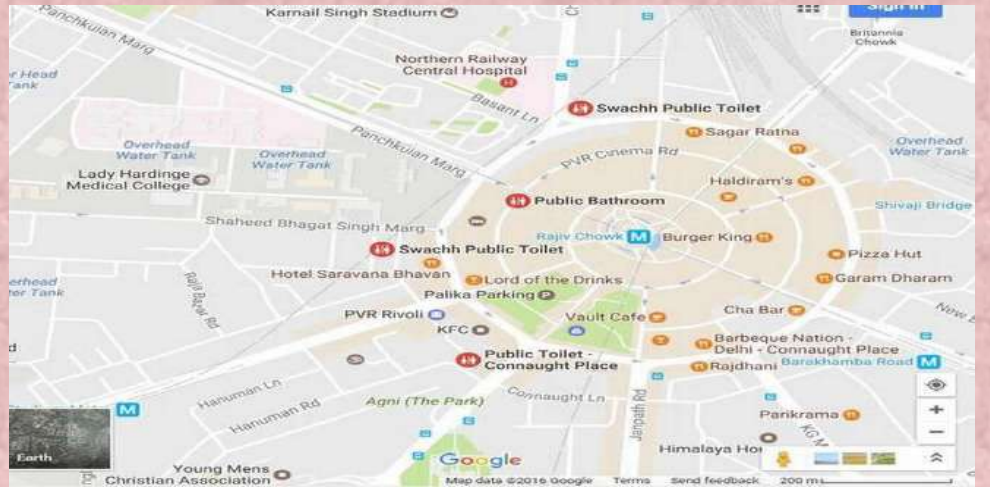 Karnail Singh Stadium
Sign in
Britannia
Chowk
Panchkuian Marg
Northern Railway
Central Hospital
Basant Ln
Swachh Public Toilet
Sagar Ratna
PVR Cinema Rd
Overhead
Water Tank
Overhead
Water Tank
Overhead
Water Tank
Panchkuian Marg
Lady Hardinge
Medical College
Haldiram's
Public Bathroom
Shivaji Bridge
Shaheed Bhagat Singh Marg
Rajiv Chowk
Burger King
Swachh Public Toilet
Pizza Hut
Hotel Saravana Bhavan
Lord of the Drinks
Garam Dharam
Palika Parking
PVR Rivoli
Vault Cafe
Cha Bar
KFC
Barbeque Nation -
Delhi - Connaught Place
Public Toilet -
Connaught Place
Rajdhani
Barakhamba Road
Hanuman Ln
Connaught Ln
Agni (The Park)
Hanuman Rd
Janpath Rd
Parikrama
Earth
Himalaya
Google
Young Mens
Christian Association
Map data ©2016 Google
Terms
Send feedback
200 m